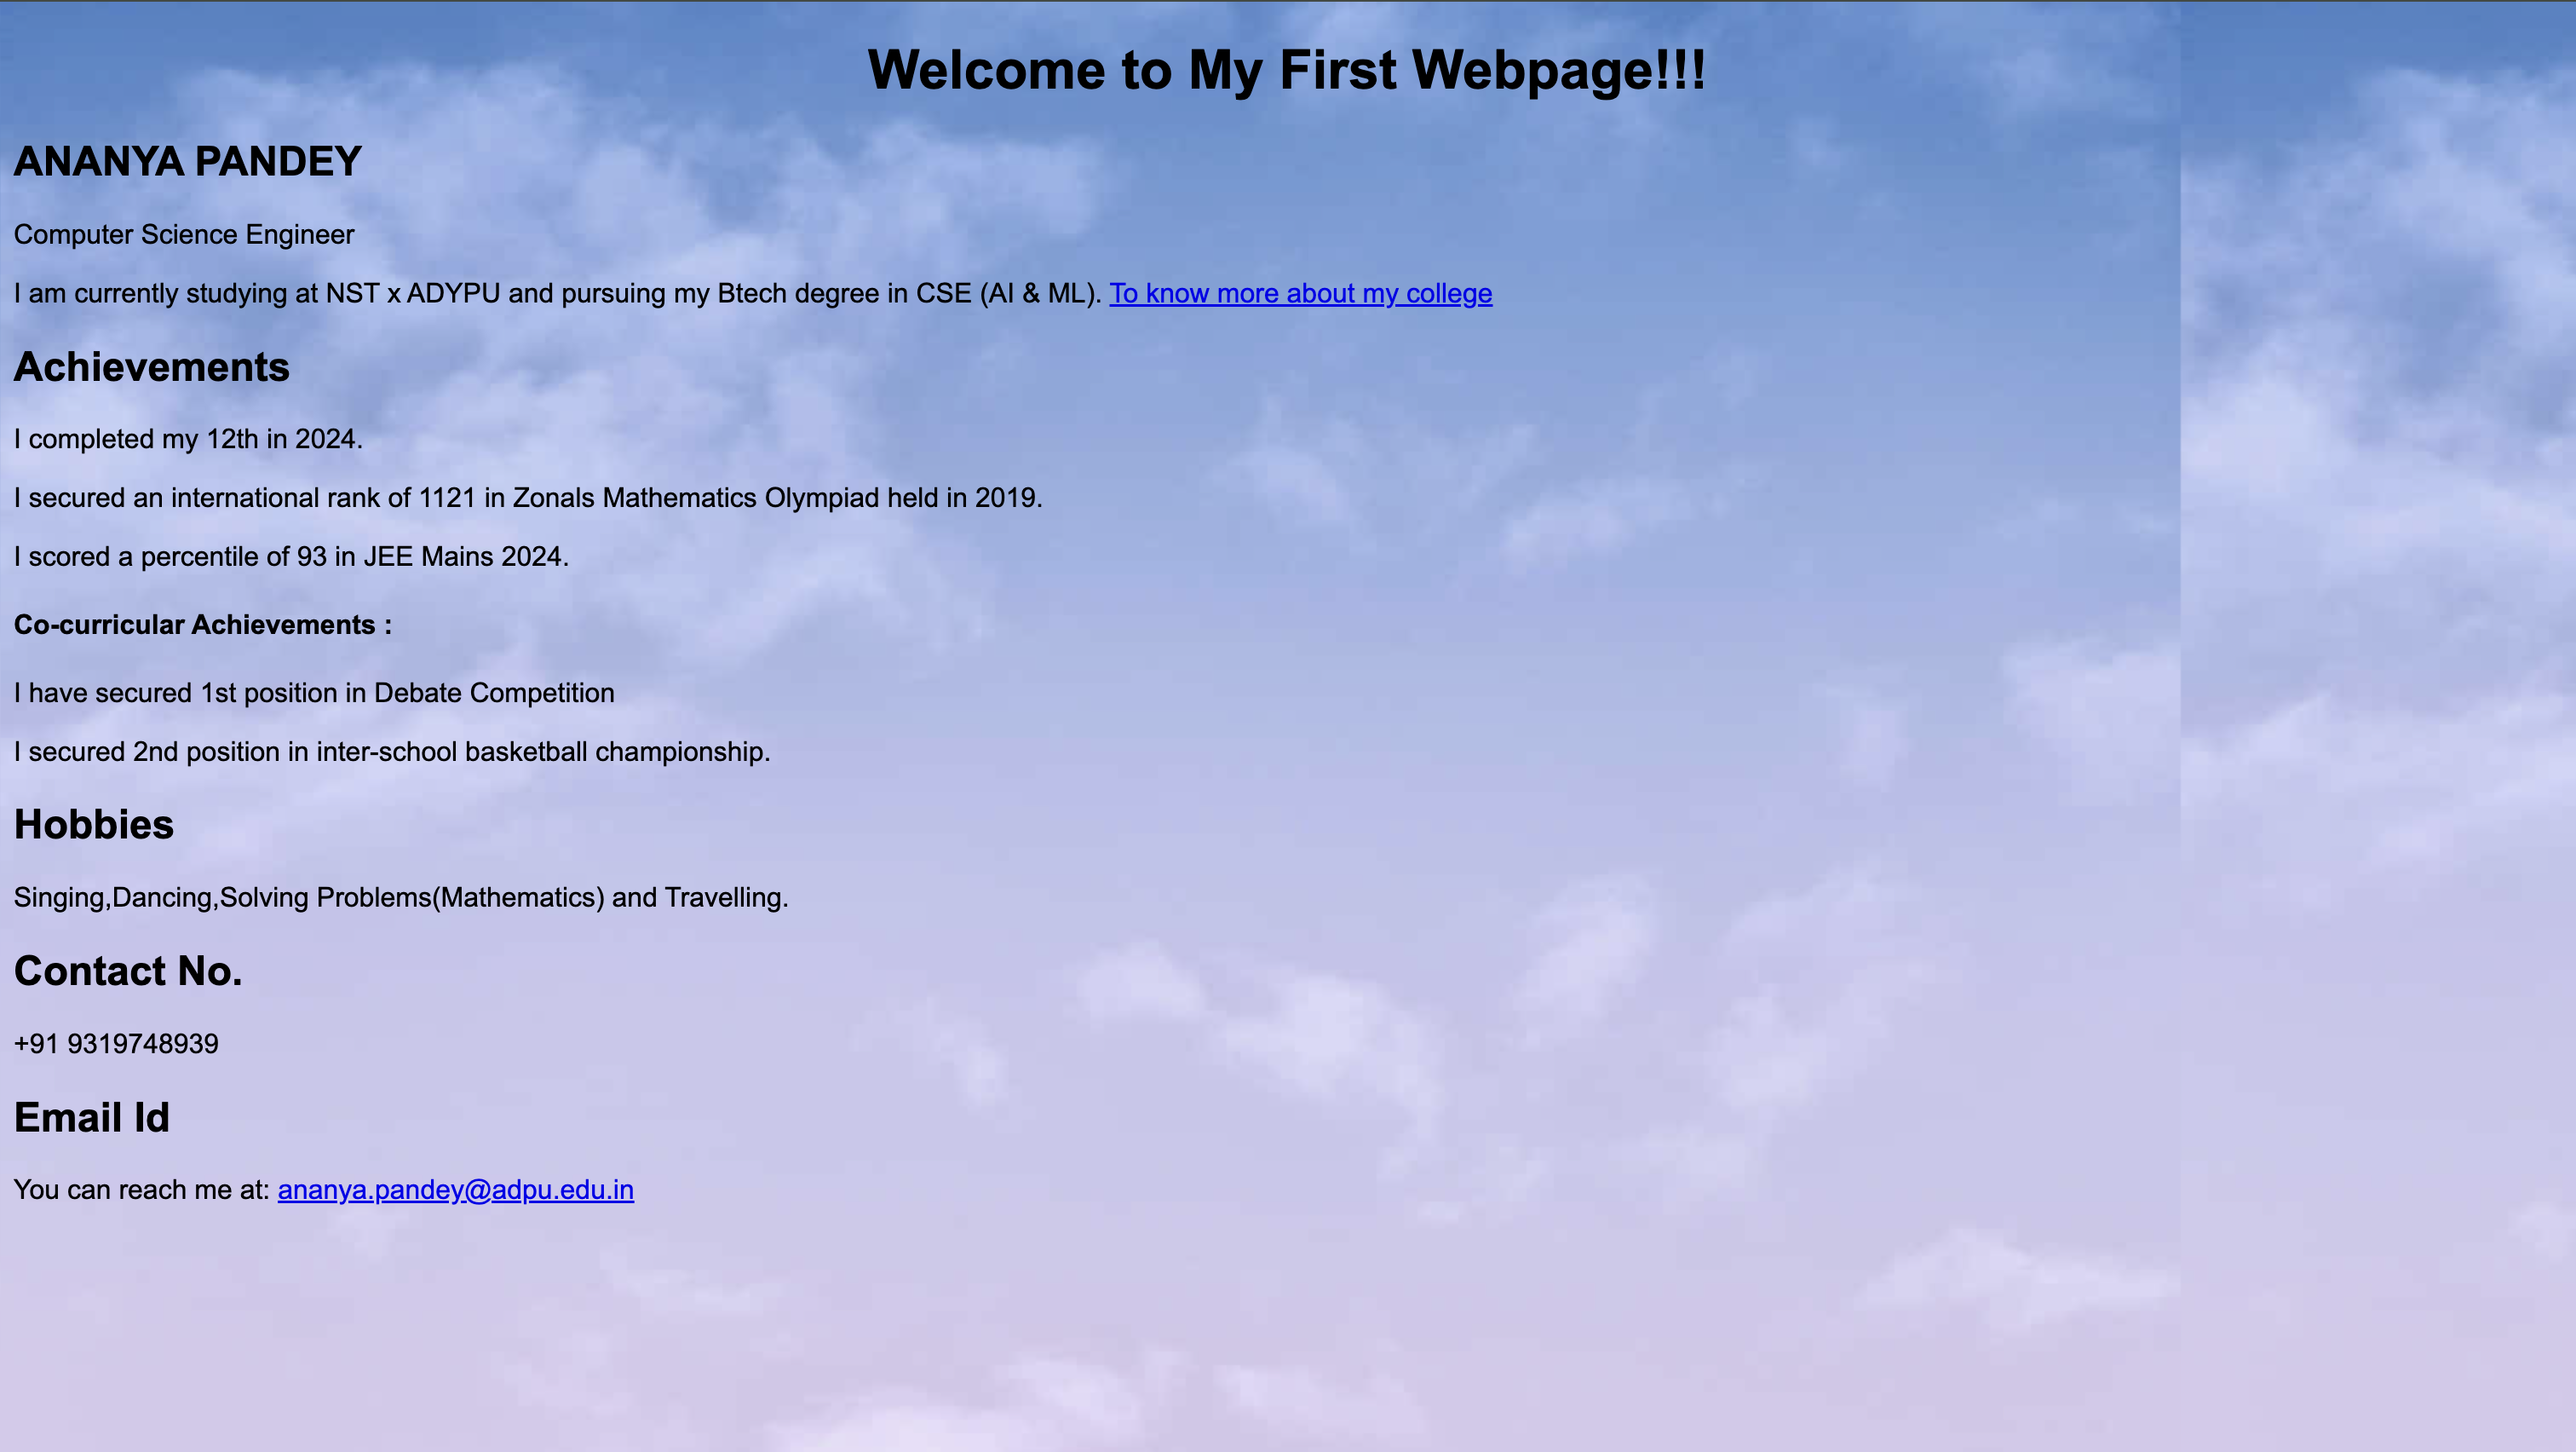 Welcome to My First Webpage!!!
ANANYA PANDEY
Computer Science Engineer
I am currently studying at NST x ADYPU and pursuing my Btech degree in CSE (AI & ML). To know more about my college
Achievements
I completed my 12th in 2024.
I secured an international rank of 1121 in Zonals Mathematics Olympiad held in 2019.
I scored a percentile of 93 in JEE Mains 2024.
Co-curricular Achievements :
I have secured 1st position in Debate Competition
I secured 2nd position in inter-school basketball championship.
Hobbies
Singing,Dancing,Solving Problems(Mathematics) and Travelling.
Contact No.
+91 9319748939
Email Id
You can reach me at: ananya.pandey@adpu.edu.in